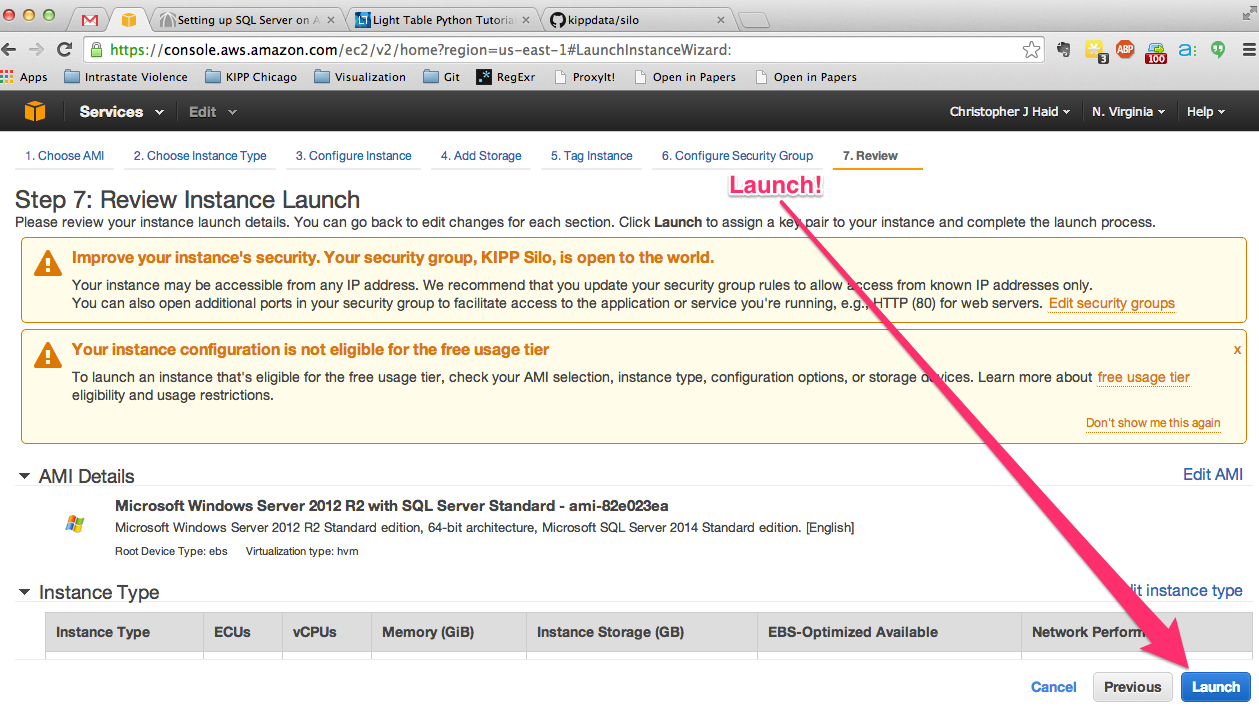 Setting up SQL Server on A
Light Table Python Tutoria
kippdata/silo
https://console.aws.amazon.com/ec2/v2/home?region=us-east-1#LaunchInstanceWizard:
ABP
3
100
a:
Apps Intrastate Violence KIPP Chicago Visualization Git RegExr ProxyIt! Open in Papers Open in Papers
Services Edit Christopher J Haid N. Virginia Help
1. Choose AMI 2. Choose Instance Type 3. Configure Instance 4. Add Storage 5. Tag Instance 6. Configure Security Group 7. Review
Launch!
Step 7: Review Instance Launch
Please review your instance launch details. You can go back to edit changes for each section. Click Launch to assign a key pair to your instance and complete the launch process.
Improve your instance's security. Your security group, KIPP Silo, is open to the world.
Your instance may be accessible from any IP address. We recommend that you update your security group rules to allow access from known IP addresses only.
You can also open additional ports in your security group to facilitate access to the application or service you're running, e.g., HTTP (80) for web servers. Edit security groups
Your instance configuration is not eligible for the free usage tier x
To launch an instance that's eligible for the free usage tier, check your AMI selection, instance type, configuration options, or storage devices. Learn more about free usage tier
eligibility and usage restrictions.
Don't show me this again
AMI Details Edit AMI
Microsoft Windows Server 2012 R2 with SQL Server Standard - ami-82e023ea
Microsoft Windows Server 2012 R2 Standard edition, 64-bit architecture, Microsoft SQL Server 2014 Standard edition. [English]
Root Device Type: ebs Virtualization type: hvm
Instance Type instance type
Instance Type ECUs vCPUs Memory (GiB) Instance Storage (GB) EBS-Optimized Available Network Perform
Cancel Previous Launch